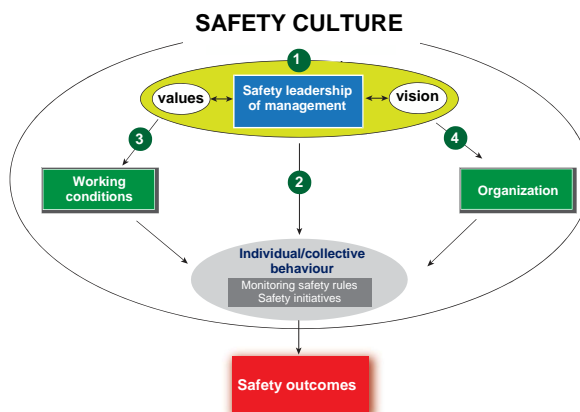 SAFETY CULTURE
1
Safety leadership
of management
values
vision
3
4
2
Working
conditions
Organization
Individual/collective
behaviour
Monitoring safety rules
Safety initiatives
Safety outcomes